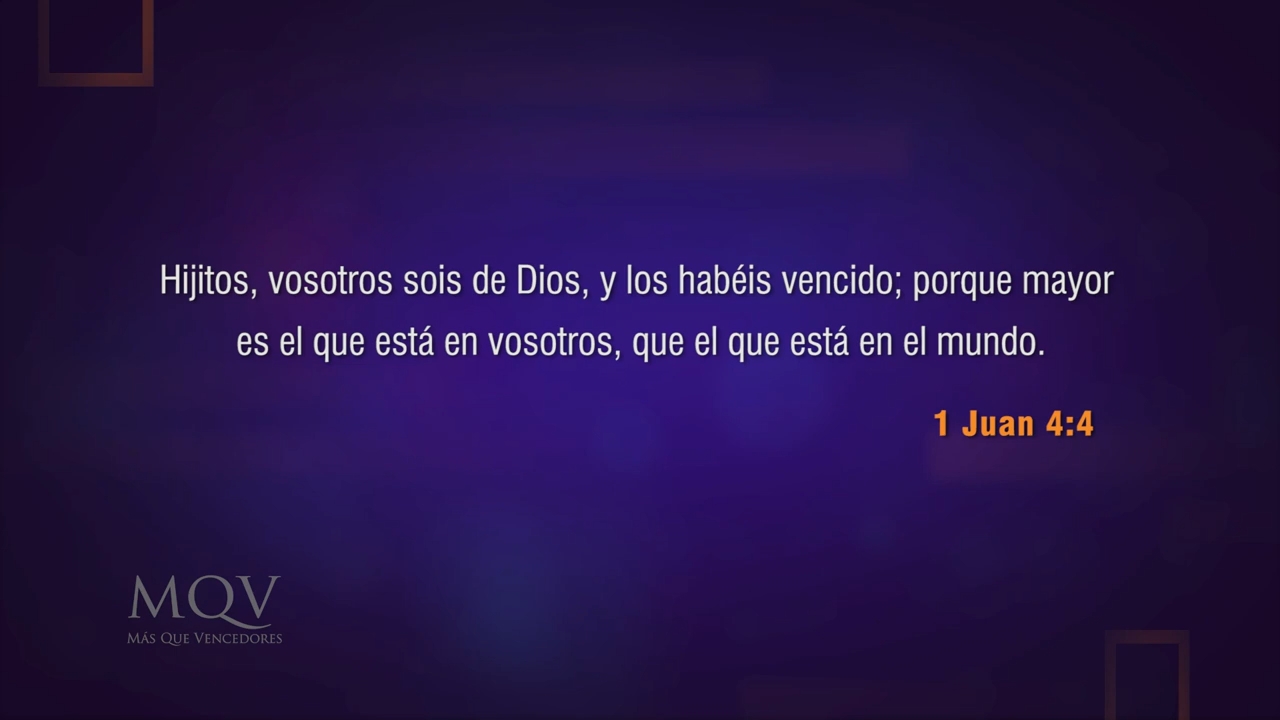 Hijitos, vosotros sois de Dios, y los habéis vencido; porque mayor
es el que está en vosotros, que el que está en el mundo.
1 Juan 4:4
MQV
MÁS QUE VENCEDORES